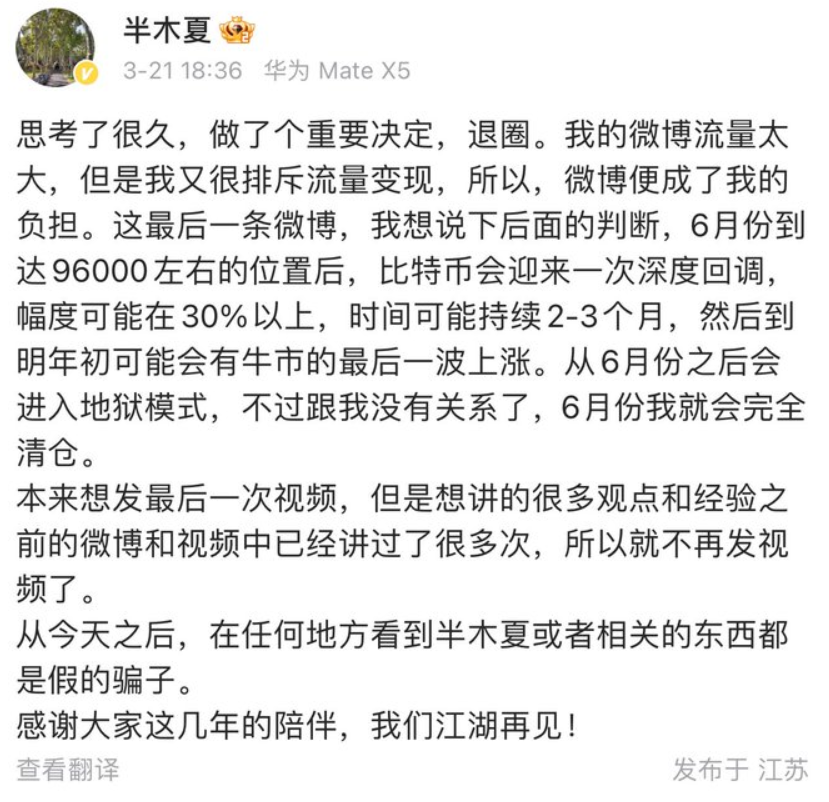 半木夏
3-21 18:36 华为 Mate X5
思考了很久，做了个重要决定，退圈。我的微博流量太
大，但是我又很排斥流量变现，所以，微博便成了我的
负担。这最后一条微博，我想说下后面的判断，6月份到
达96000左右的位置后，比特币会迎来一次深度回调，
幅度可能在30%以上，时间可能持续2-3个月，然后到
明年初可能会有牛市的最后一波上涨。从6月份之后会
进入地狱模式，不过跟我没有关系了，6月份我就会完全
清仓。
本来想发最后一次视频，但是想讲的很多观点和经验之
前的微博和视频中已经讲过了很多次，所以就不再发视
频了。
从今天之后，在任何地方看到半木夏或者相关的东西都
是假的骗子。
感谢大家这几年的陪伴，我们江湖再见！
查看翻译 发布于 江苏